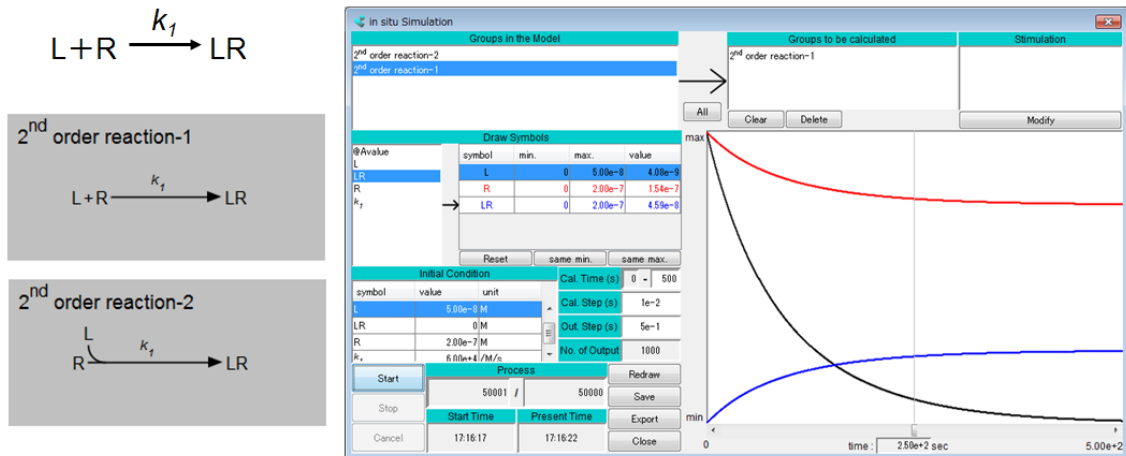 L+R k₁ LR
2nd order reaction-1
L+R k₁ LR
2nd order reaction-2
L
R k₁ LR
in situ Simulation
Groups in the Model
2nd order reaction-2
2nd order reaction-1
All
Groups to be calculated
2nd order reaction-1
Clear Delete
Stimulation
Modify
Draw Symbols
@Avalue
L
LR
R
k₁
symbol min. max. value
L 0 5.00e-8 4.08e-9
R 0 2.00e-7 1.54e-7
LR 0 2.00e-7 4.59e-8
Reset same min. same max.
Initial Condition
symbol value unit
L 5.00e-8 M
LR 0 M
R 2.00e-7 M
k₁ 6.00e+4 /M/s
Cal. Time (s) 0 - 500
Cal. Step (s) 1e-2
Out. Step (s) 5e-1
No. of Output 1000
Start
Stop
Cancel
Process
50001 / 50000
Start Time Present Time
17:16:17 17:16:22
Redraw
Save
Export
Close
max
min
0 time : 2.50e+2 sec 5.00e+2